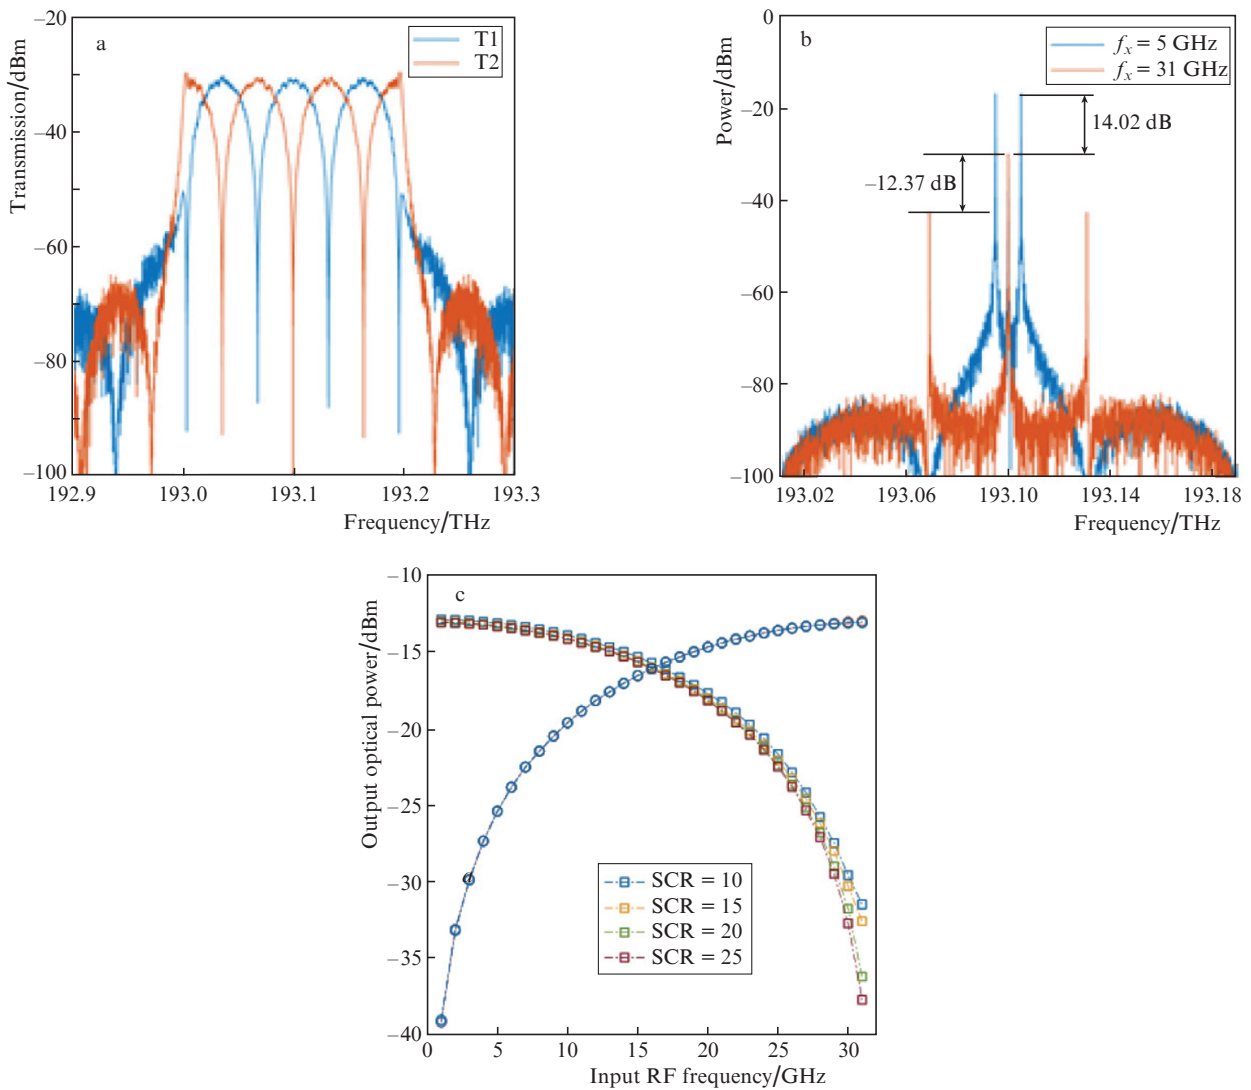 a
T1
T2
Transmission/dBm
–20
–40
–60
–80
–100
192.9
193.0
193.1
193.2
193.3
Frequency/THz
b
fₓ = 5 GHz
fₓ = 31 GHz
14.02 dB
–12.37 dB
Power/dBm
0
–20
–40
–60
–80
–100
193.02
193.06
193.10
193.14
193.18
Frequency/THz
c
Output optical power/dBm
–10
–15
–20
–25
–30
–35
–40
SCR = 10
SCR = 15
SCR = 20
SCR = 25
0
5
10
15
20
25
30
Input RF frequency/GHz